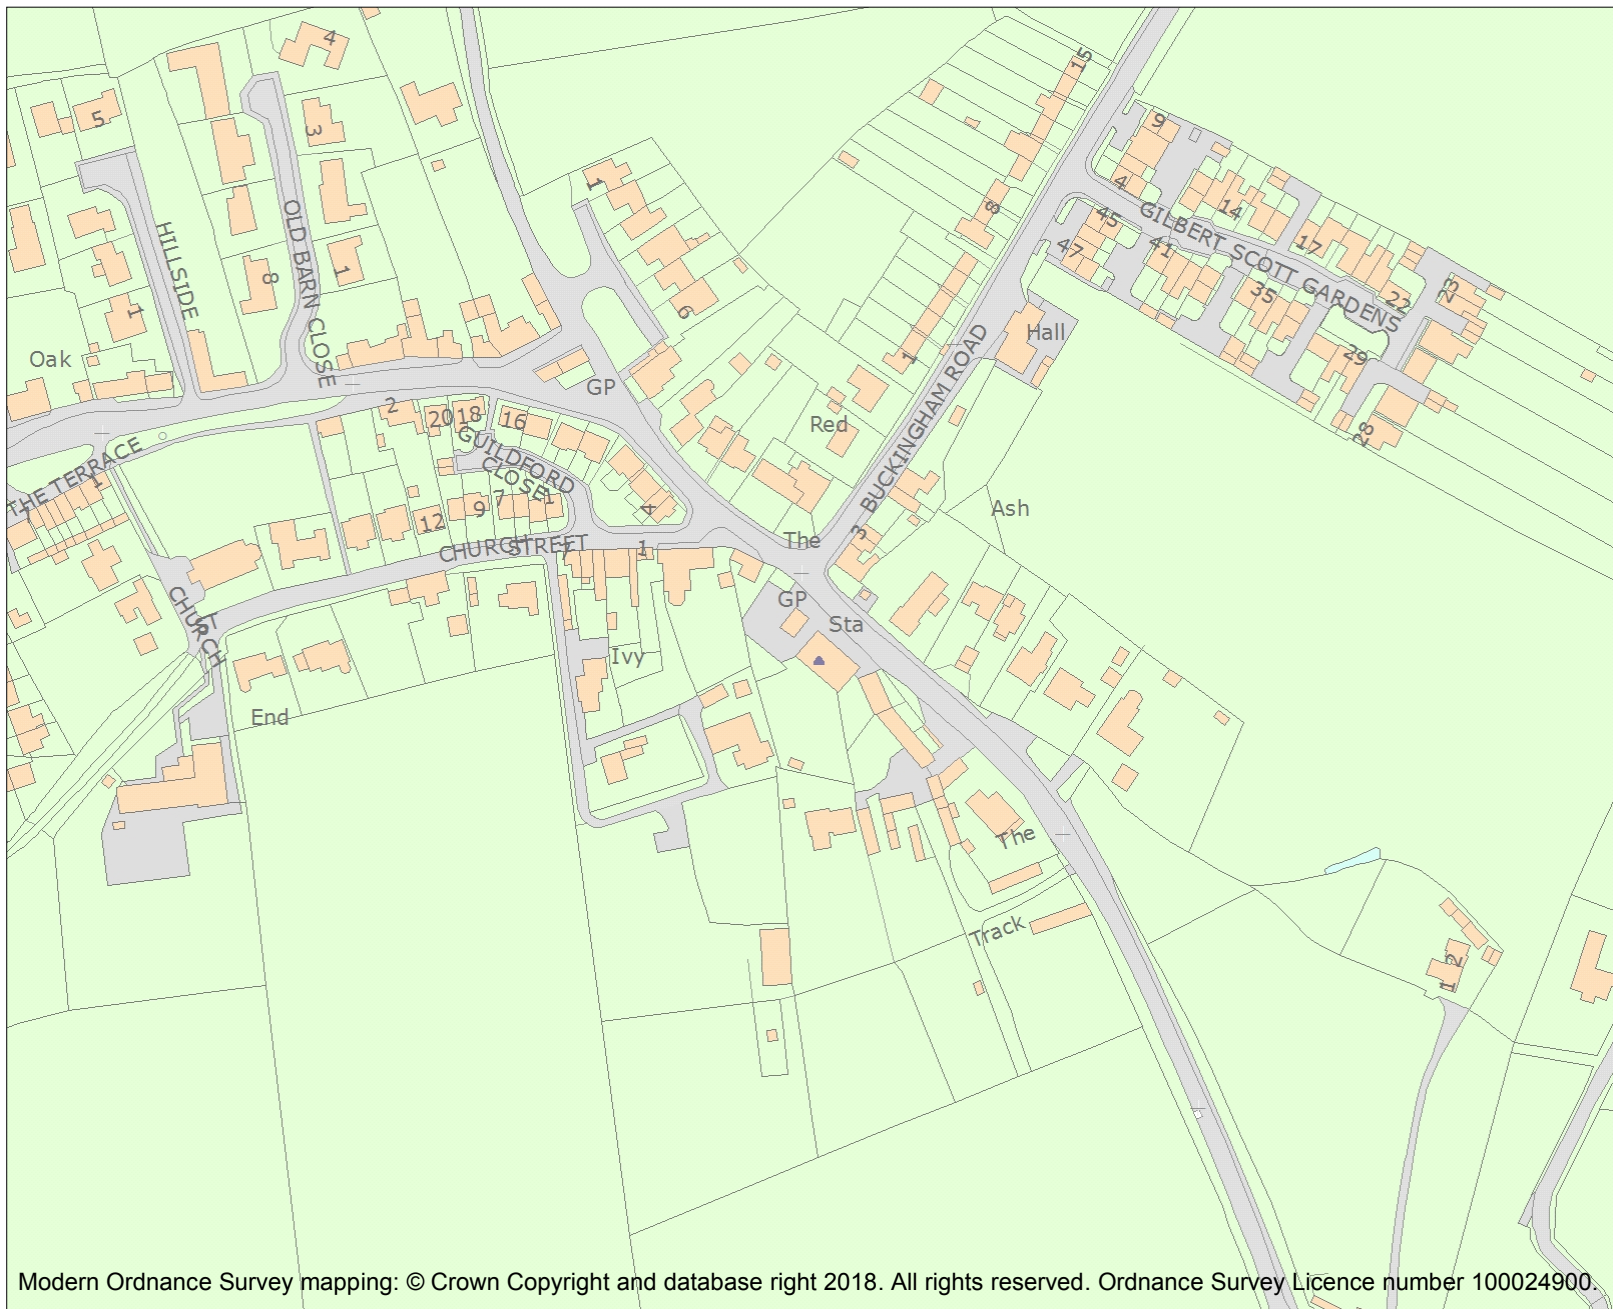 4
15
5
3
9
4
1
8
14
45
GILBERT SCOTT GARDENS
HILLSIDE
OLD BARN CLOSE
47
41
17
8
1
35
22
23
1
6
Oak
1
BUCKINGHAM ROAD
Hall
29
GP
2
20
18
16
Red
28
GUILDFORD
CLOSE
THE TERRACE
1
7
1
12
9
4
Ash
3
The
CHURCH STREET
1
CHURCH
GP
Sta
Ivy
End
The
Track
2
1
Modern Ordnance Survey mapping: © Crown Copyright and database right 2018. All rights reserved. Ordnance Survey Licence number 100024900.